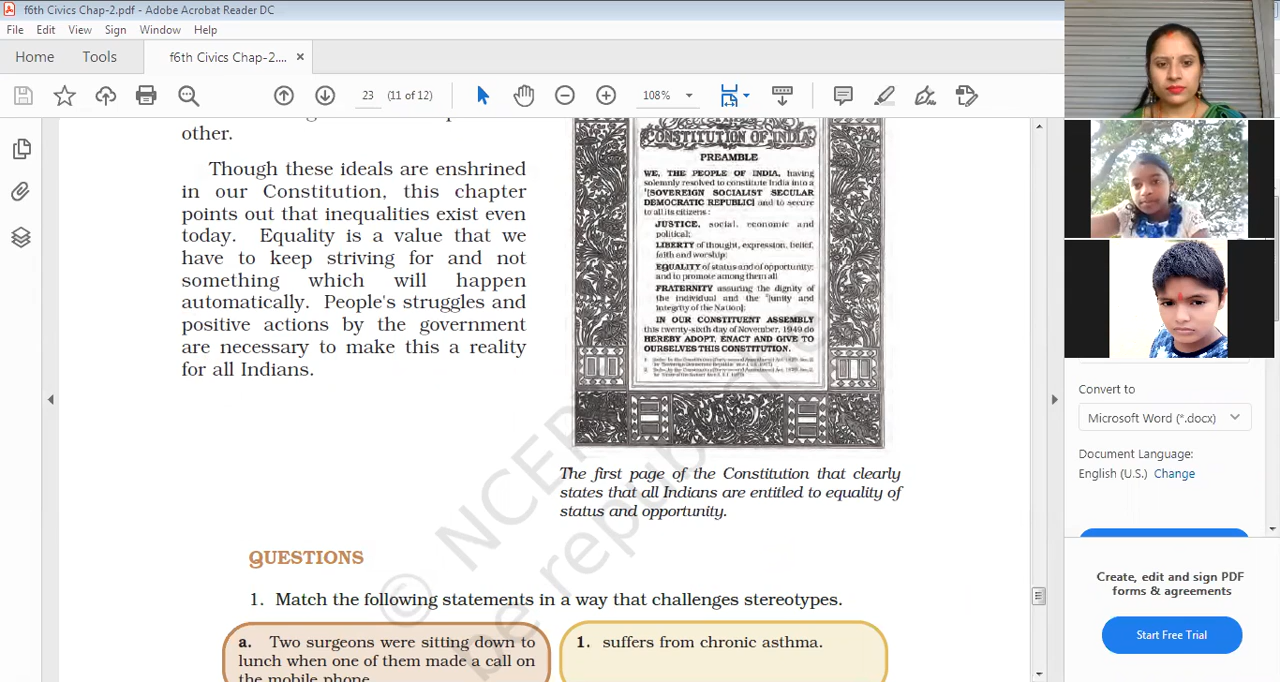 f6th Civics Chap-2.pdf - Adobe Acrobat Reader DC
File Edit View Sign Window Help
Home Tools f6th Civics Chap-2.... ×
23 (11 of 12) 108%
other.
Though these ideals are enshrined
in our Constitution, this chapter
points out that inequalities exist even
today. Equality is a value that we
have to keep striving for and not
something which will happen
automatically. People's struggles and
positive actions by the government
are necessary to make this a reality
for all Indians.
CONSTITUTION OF INDIA
PREAMBLE
WE, THE PEOPLE OF INDIA, having
solemnly resolved to constitute India into a
[SOVEREIGN SOCIALIST SECULAR
DEMOCRATIC REPUBLIC] and to secure
to all its citizens :
JUSTICE, social, economic and
political;
LIBERTY of thought, expression, belief,
faith and worship;
EQUALITY of status and of opportunity;
and to promote among them all
FRATERNITY assuring the dignity of
the individual and the [unity and
integrity of the Nation];
IN OUR CONSTITUENT ASSEMBLY
this twenty-sixth day of November, 1949 do
HEREBY ADOPT, ENACT AND GIVE TO
OURSELVES THIS CONSTITUTION.
The first page of the Constitution that clearly
states that all Indians are entitled to equality of
status and opportunity.
© NCER
be republis
QUESTIONS
1. Match the following statements in a way that challenges stereotypes.
a. Two surgeons were sitting down to
lunch when one of them made a call on
the mobile phone
1. suffers from chronic asthma.
Convert to
Microsoft Word (*.docx)
Document Language:
English (U.S.) Change
Create, edit and sign PDF
forms & agreements
Start Free Trial